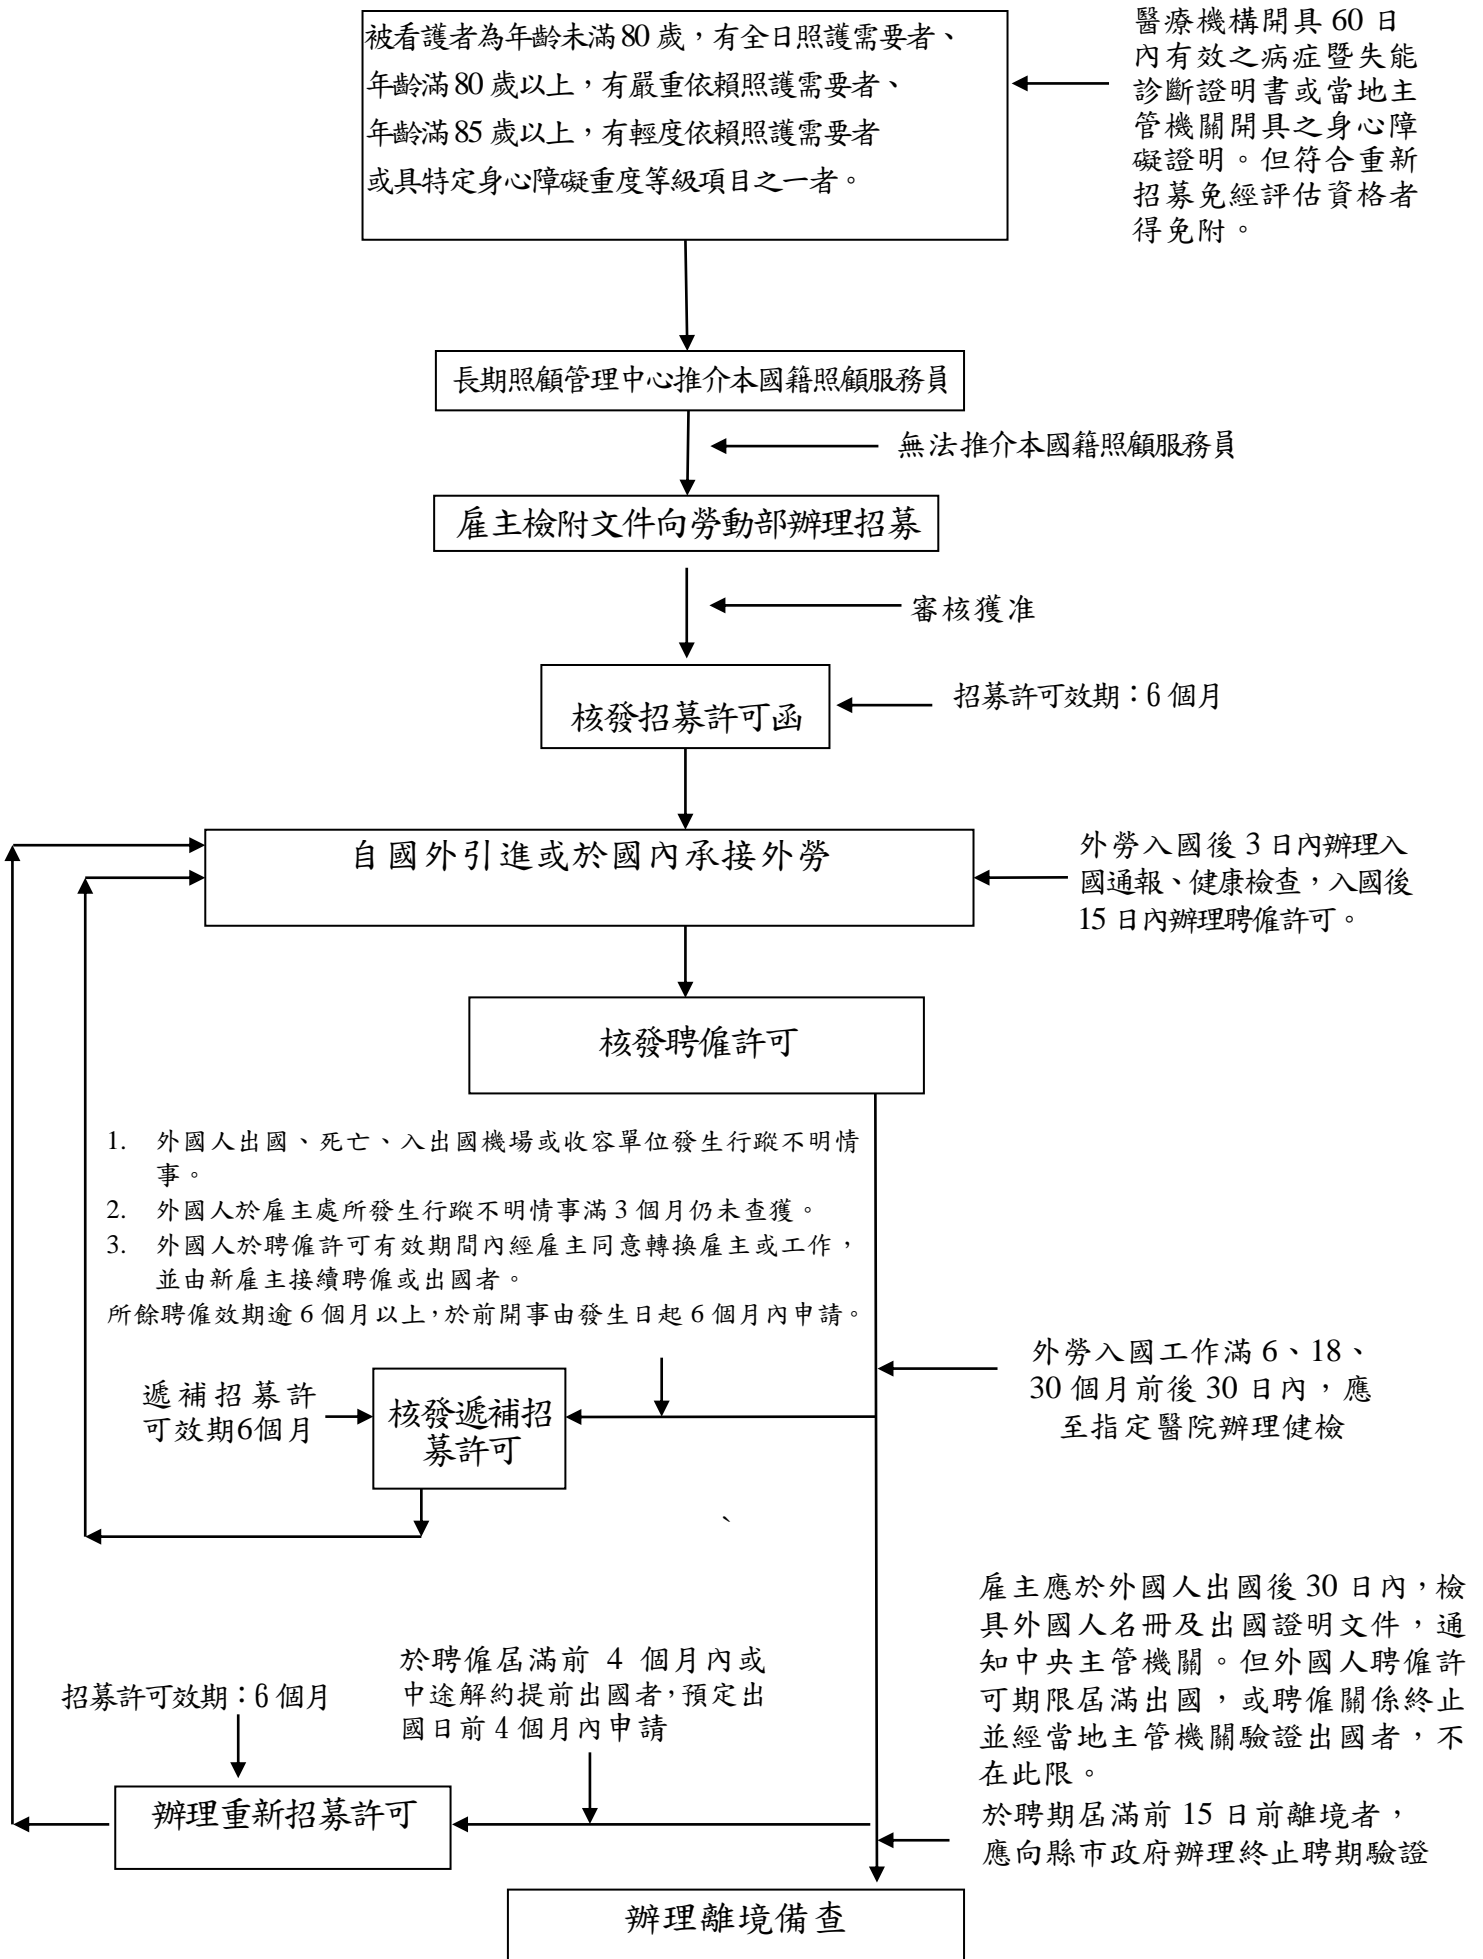 被看護者為年齡未滿80歲，有全日照護需要者、
年齡滿80歲以上，有嚴重依賴照護需要者、
年齡滿85歲以上，有輕度依賴照護需要者
或具特定身心障礙重度等級項目之一者。
醫療機構開具60日
內有效之病症暨失能
診斷證明書或當地主
管機關開具之身心障
礙證明。但符合重新
招募免經評估資格者
得免附。
長期照顧管理中心推介本國籍照顧服務員
無法推介本國籍照顧服務員
雇主檢附文件向勞動部辦理招募
審核獲准
核發招募許可函
招募許可效期：6個月
自國外引進或於國內承接外勞
外勞入國後3日內辦理入
國通報、健康檢查，入國後
15日內辦理聘僱許可。
核發聘僱許可
1. 外國人出國、死亡、入出國機場或收容單位發生行蹤不明情
事。
2. 外國人於雇主處所發生行蹤不明情事滿3個月仍未查獲。
3. 外國人於聘僱許可有效期間內經雇主同意轉換雇主或工作，
並由新雇主接續聘僱或出國者。
所餘聘僱效期逾6個月以上，於前開事由發生日起6個月內申請。
外勞入國工作滿6、18、
30個月前後30日內，應
至指定醫院辦理健檢
遞補招募許
可效期6個月
核發遞補招
募許可
、
雇主應於外國人出國後30日內，檢
具外國人名冊及出國證明文件，通
知中央主管機關。但外國人聘僱許
可期限屆滿出國，或聘僱關係終止
並經當地主管機關驗證出國者，不
在此限。
於聘期屆滿前15日前離境者，
應向縣市政府辦理終止聘期驗證
於聘僱屆滿前 4 個月內或
中途解約提前出國者，預定出
國日前4個月內申請
招募許可效期：6個月
辦理重新招募許可
辦理離境備查